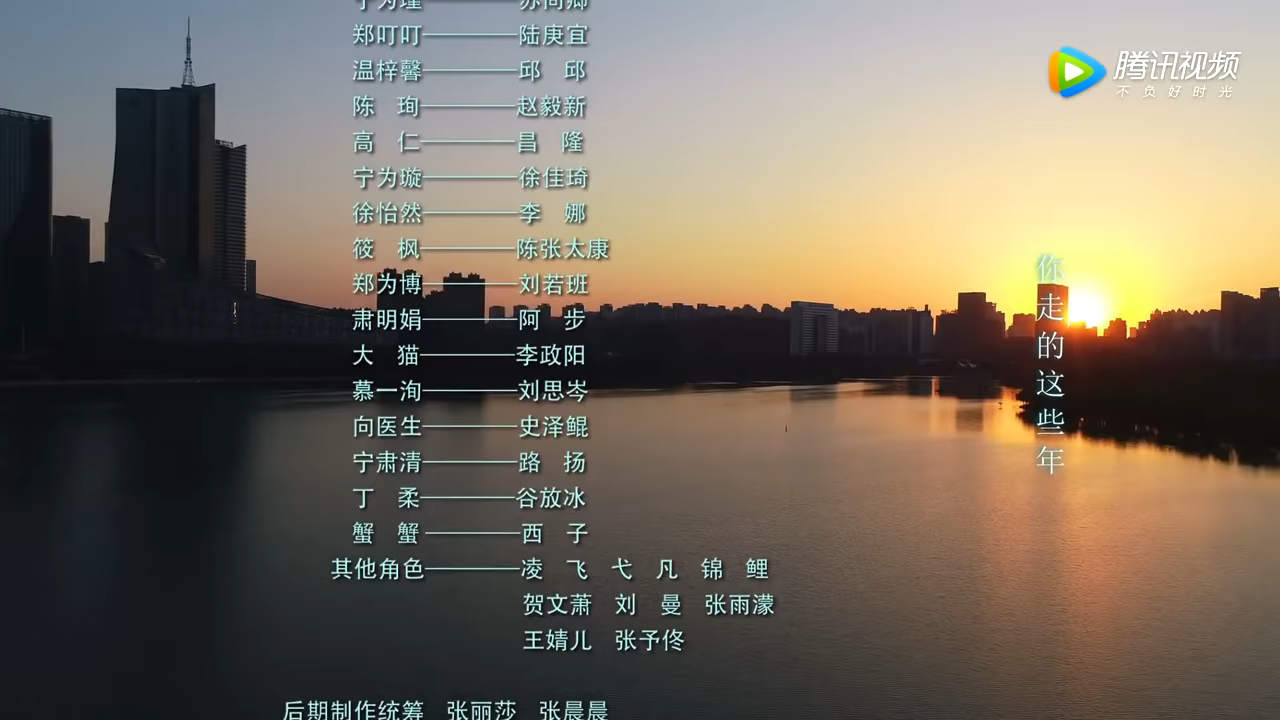 宁为瑾————苏尚卿
郑叮叮————陆庚宜
温梓馨————邱　邱
陈　珣————赵毅新
高　仁————昌　隆
宁为璇————徐佳琦
徐怡然————李　娜
筱　枫————陈张太康
郑为博————刘若班
肃明娟————阿　步
大　猫————李政阳
慕一洵————刘思岑
向医生————史泽鲲
宁肃清————路　扬
丁　柔————谷放冰
蟹　蟹————西　子
其他角色————凌　飞　弋　凡　锦　鲤
贺文萧　刘　曼　张雨濛
王婧儿　张予佟
后期制作统筹　张丽莎　张晨晨
腾讯视频
不负好时光
你走的这些年